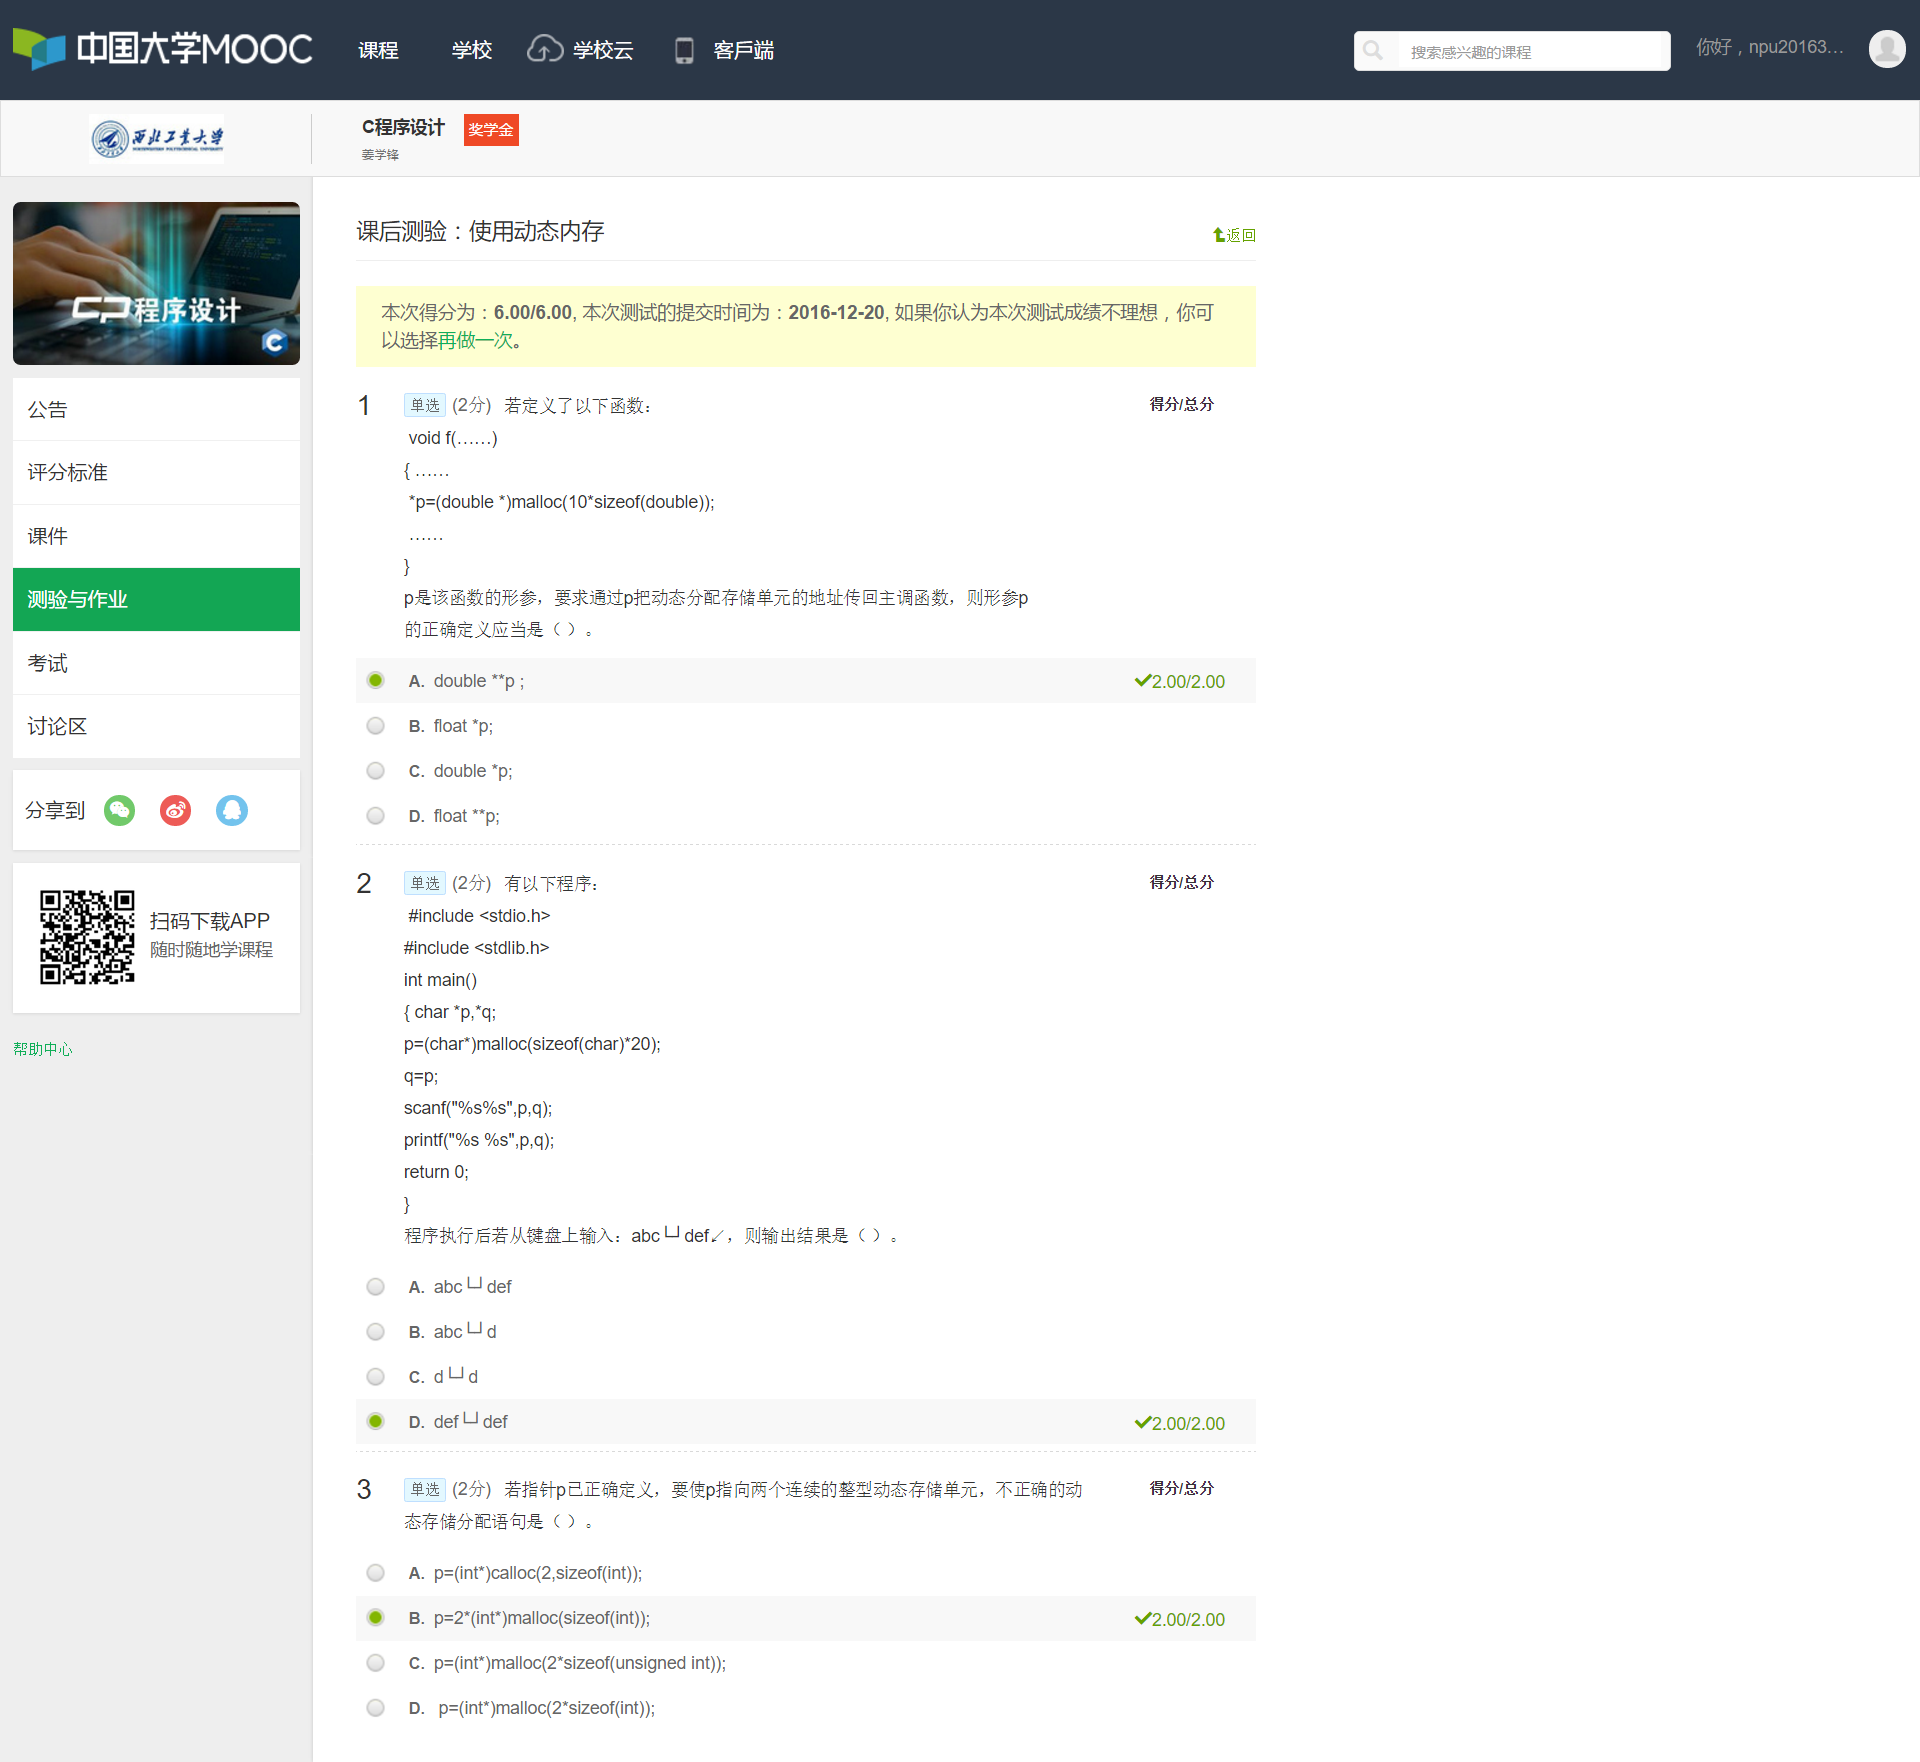 中国大学MOOC 课程 学校 学校云 客戶端 搜索感兴趣的课程 你好，npu20163...
西北工业大学
C程序设计 奖学金
姜学锋
CP程序设计
C
公告
评分标准
课件
测验与作业
考试
讨论区
分享到
扫码下载APP
随时随地学课程
帮助中心
课后测验：使用动态内存 返回
本次得分为：6.00/6.00, 本次测试的提交时间为：2016-12-20, 如果你认为本次测试成绩不理想，你可
以选择再做一次。
1 单选 (2分) 若定义了以下函数： 得分/总分
void f(……)
{ ……
*p=(double *)malloc(10*sizeof(double));
……
}
p是该函数的形参，要求通过p把动态分配存储单元的地址传回主调函数，则形参p
的正确定义应当是（ ）。
A. double **p ; 2.00/2.00
B. float *p;
C. double *p;
D. float **p;
2 单选 (2分) 有以下程序： 得分/总分
#include <stdio.h>
#include <stdlib.h>
int main()
{ char *p,*q;
p=(char*)malloc(sizeof(char)*20);
q=p;
scanf("%s%s",p,q);
printf("%s %s",p,q);
return 0;
}
程序执行后若从键盘上输入：abc└┘def↙，则输出结果是（ ）。
A. abc└┘def
B. abc└┘d
C. d└┘d
D. def└┘def 2.00/2.00
3 单选 (2分) 若指针p已正确定义，要使p指向两个连续的整型动态存储单元，不正确的动 得分/总分
态存储分配语句是（ ）。
A. p=(int*)calloc(2,sizeof(int));
B. p=2*(int*)malloc(sizeof(int)); 2.00/2.00
C. p=(int*)malloc(2*sizeof(unsigned int));
D. p=(int*)malloc(2*sizeof(int));